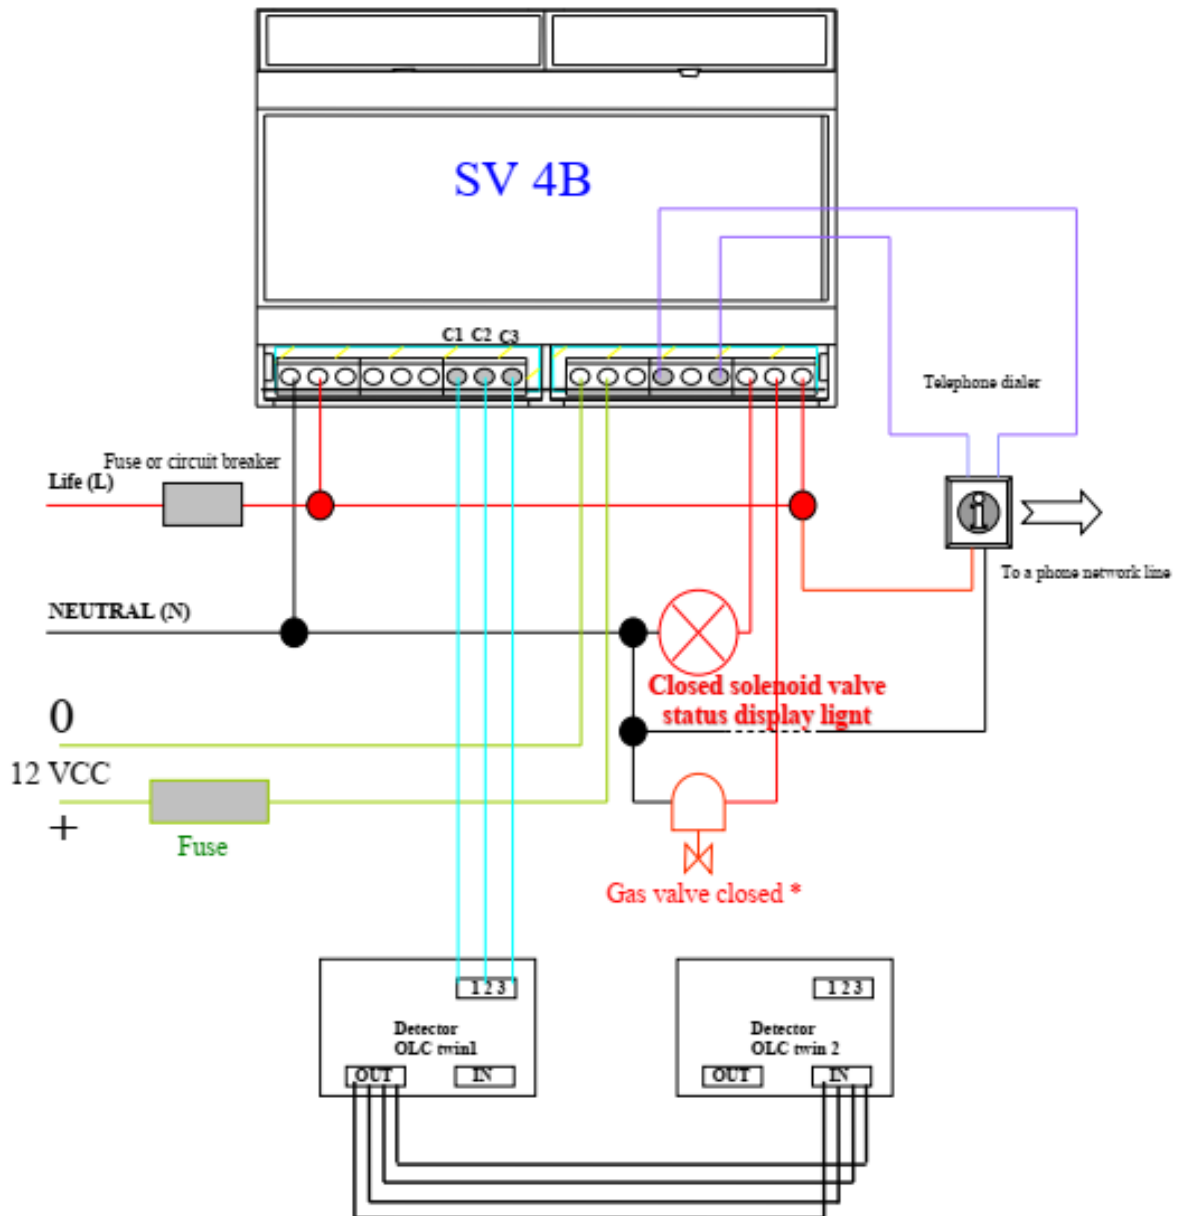 SV 4B
C1 C2 C3
Telephone dialer
Fuse or circuit breaker
Life (L)
i
To a phone network line
NEUTRAL (N)
Closed solenoid valve
status display lignt
0
12 VCC
+
Fuse
Gas valve closed *
1 2 3
Detector
OLC twin1
OUT
IN
1 2 3
Detector
OLC twin 2
OUT
IN